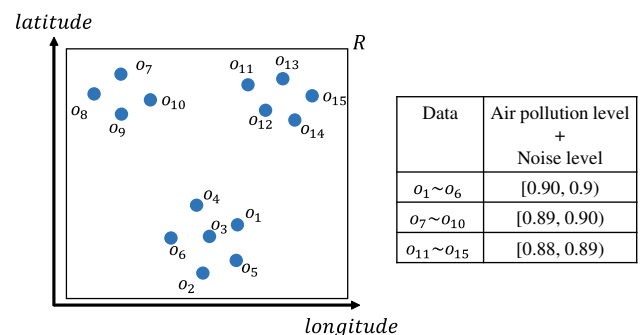 latitude
R
o₇
o₈
o₁₀
o₉
o₁₁
o₁₃
o₁₅
o₁₂
o₁₄
o₄
o₁
o₃
o₆
o₅
o₂
longitude
Data
Air pollution level
+
Noise level
o₁~o₆
[0.90, 0.9)
o₇~o₁₀
[0.89, 0.90)
o₁₁~o₁₅
[0.88, 0.89)